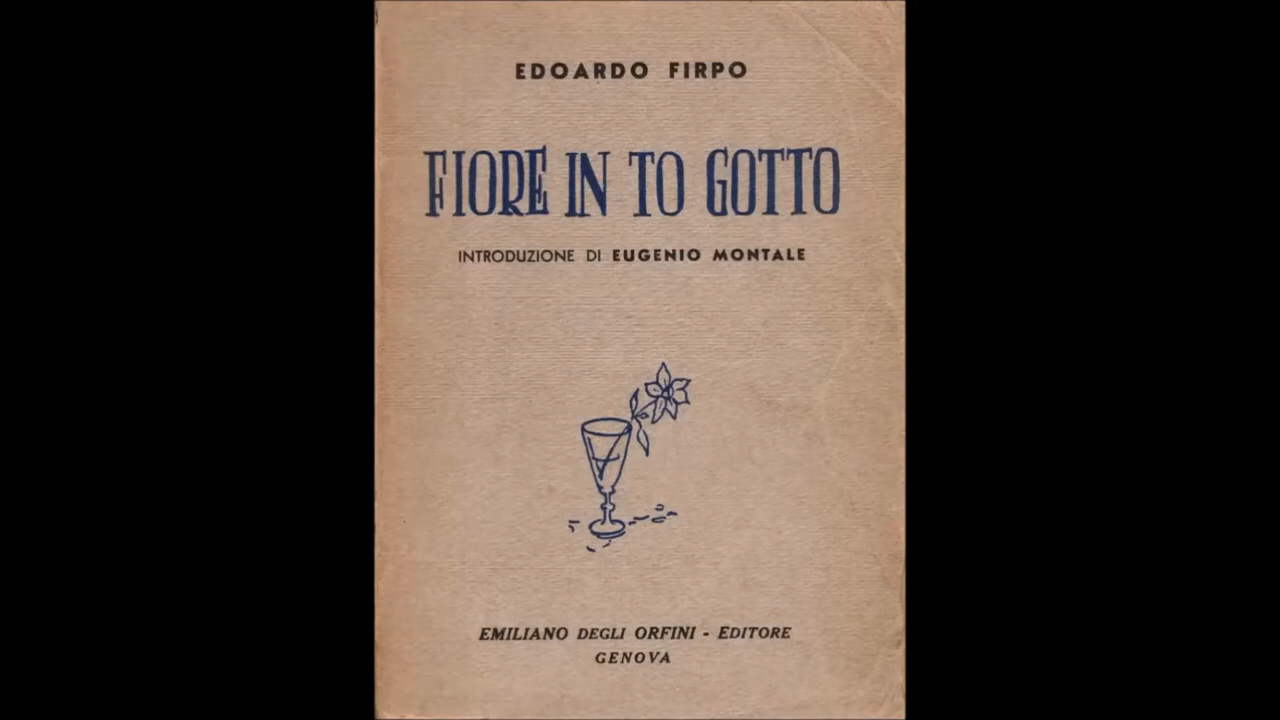 EDOARDO FIRPO
FIORE IN TO GOTTO
INTRODUZIONE DI EUGENIO MONTALE
EMILIANO DEGLI ORFINI - EDITORE
GENOVA